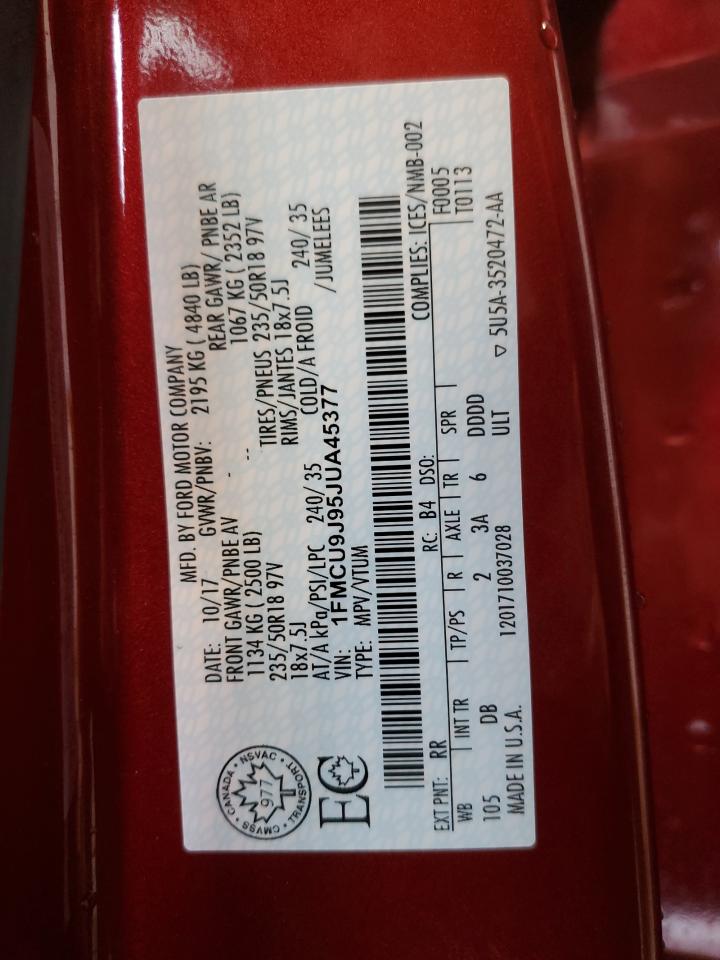 MFD. BY FORD MOTOR COMPANY
DATE: 10/17 GVWR/PNBV: 2195 KG ( 4840 LB)
FRONT GAWR/PNBE AV REAR GAWR/ PNBE AR
1134 KG ( 2500 LB) - -- 1067 KG ( 2352 LB)
235/50R18 97V TIRES/PNEUS 235/50R18 97V
18x7.5J RIMS/JANTES 18x7.5J
AT/A kPa/PSI/LPC 240/ 35 COLD/A FROID 240/ 35
VIN: 1FMCU9J95JUA45377 /JUMELEES
TYPE: MPV/VTUM
CANADA • NSVAC • TRANSPORT • CMVSS •
977
EC
COMPLIES: ICES/NMB-002
EXT PNT: RR RC: B4 DSO: F0005
WB INT TR TP/PS R AXLE TR SPR T0113
105 DB 2 3A 6 DDDD
ULT
MADE IN U.S.A. 1201710037028 ▽ 5U5A-3520472-AA